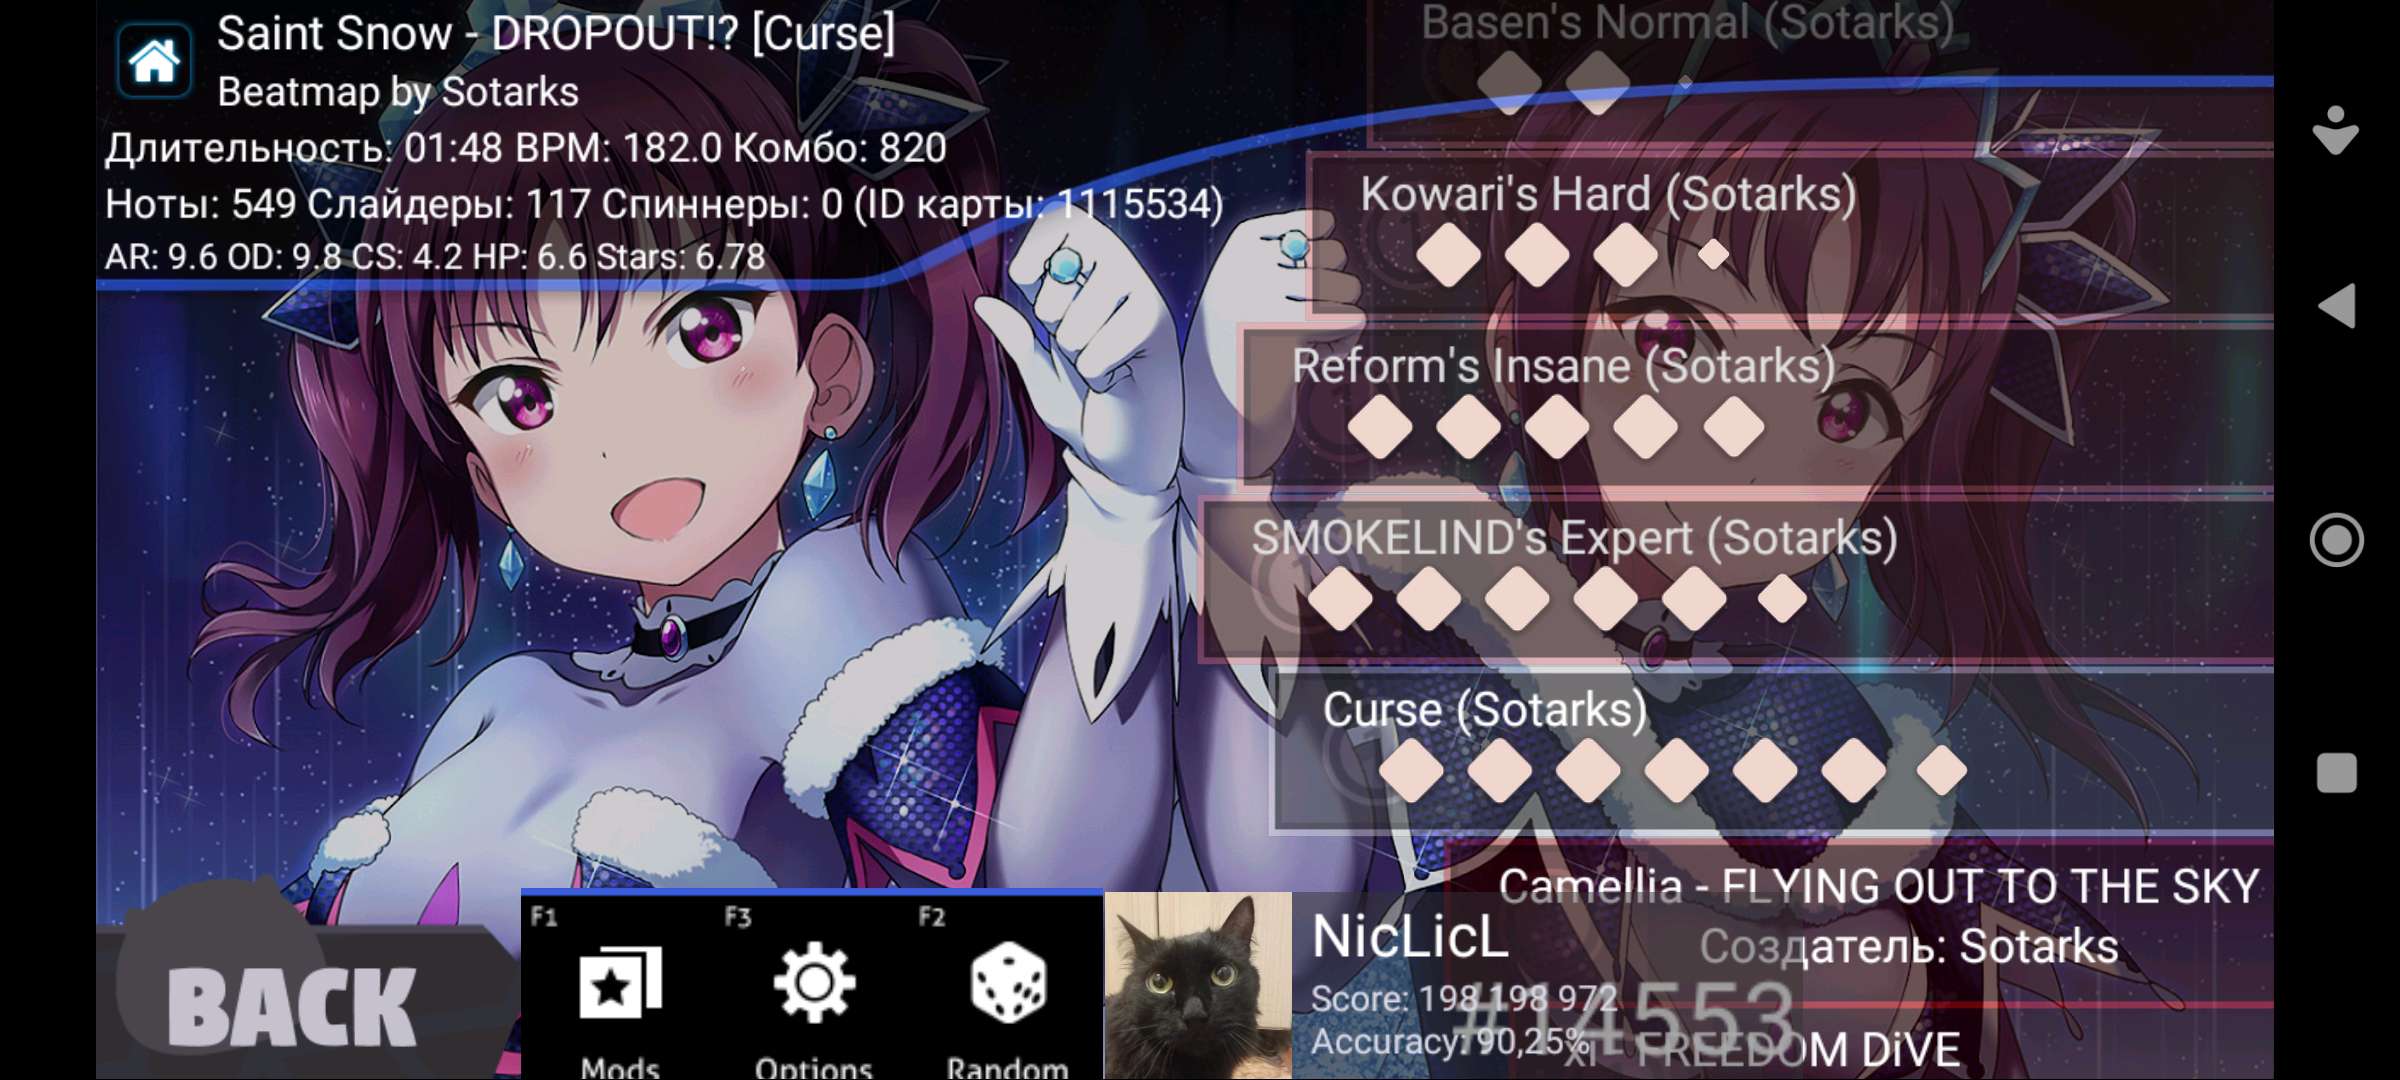 Saint Snow - DROPOUT!? [Curse]
Beatmap by Sotarks
Длительность: 01:48 BPM: 182.0 Комбо: 820
Ноты: 549 Слайдеры: 117 Спиннеры: 0 (ID карты: 1115534)
AR: 9.6 OD: 9.8 CS: 4.2 HP: 6.6 Stars: 6.78
Basen's Normal (Sotarks)
Kowari's Hard (Sotarks)
Reform's Insane (Sotarks)
SMOKELIND's Expert (Sotarks)
Curse (Sotarks)
Camellia - FLYING OUT TO THE SKY
Создатель: Sotarks
xi - FREEDOM DiVE
BACK
F1
Mods
F3
Options
F2
Random
NicLicL
Score: 198 198 972
Accuracy: 90,25%
#14553